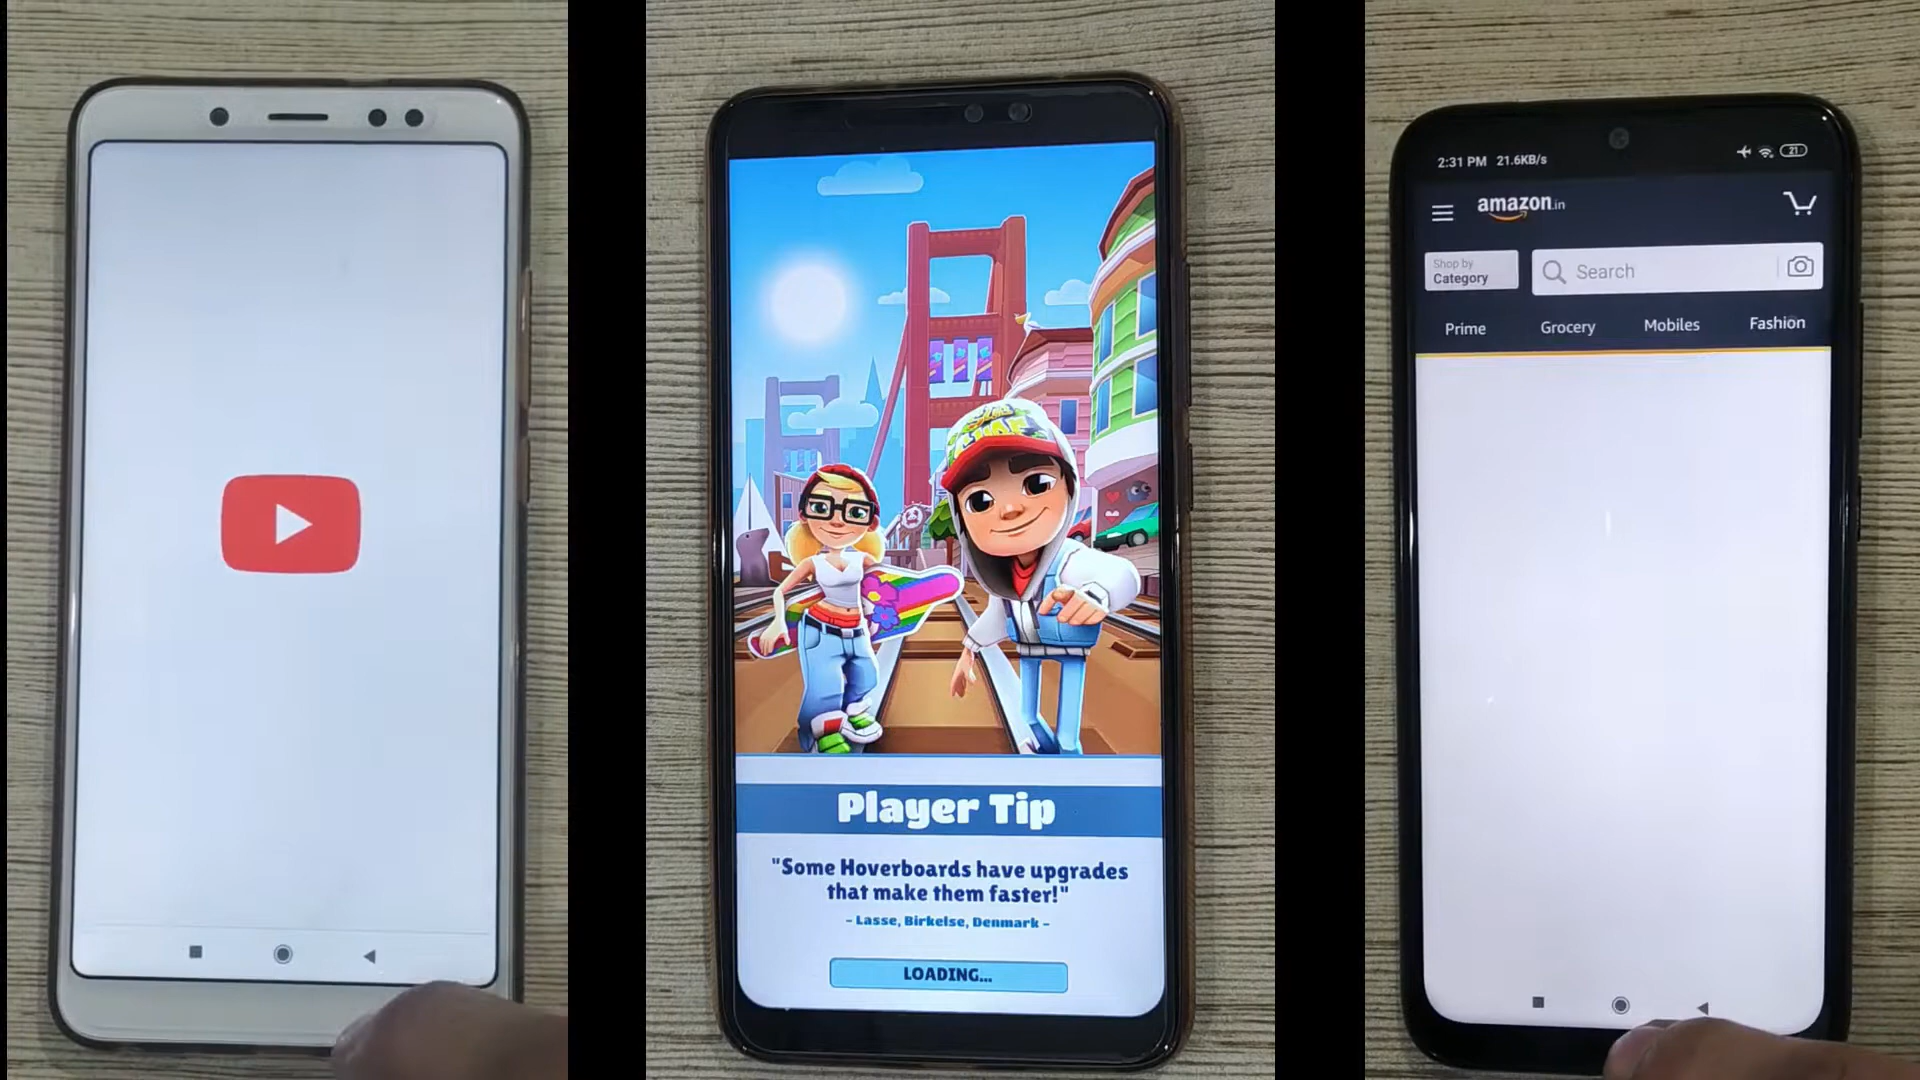 Player Tip
"Some Hoverboards have upgrades
that make them faster!"
- Lasse, Birkelse, Denmark -
LOADING...
2:31 PM 21.6KB/s
21
amazon.in
Shop by
Category
Search
Prime Grocery Mobiles Fashion